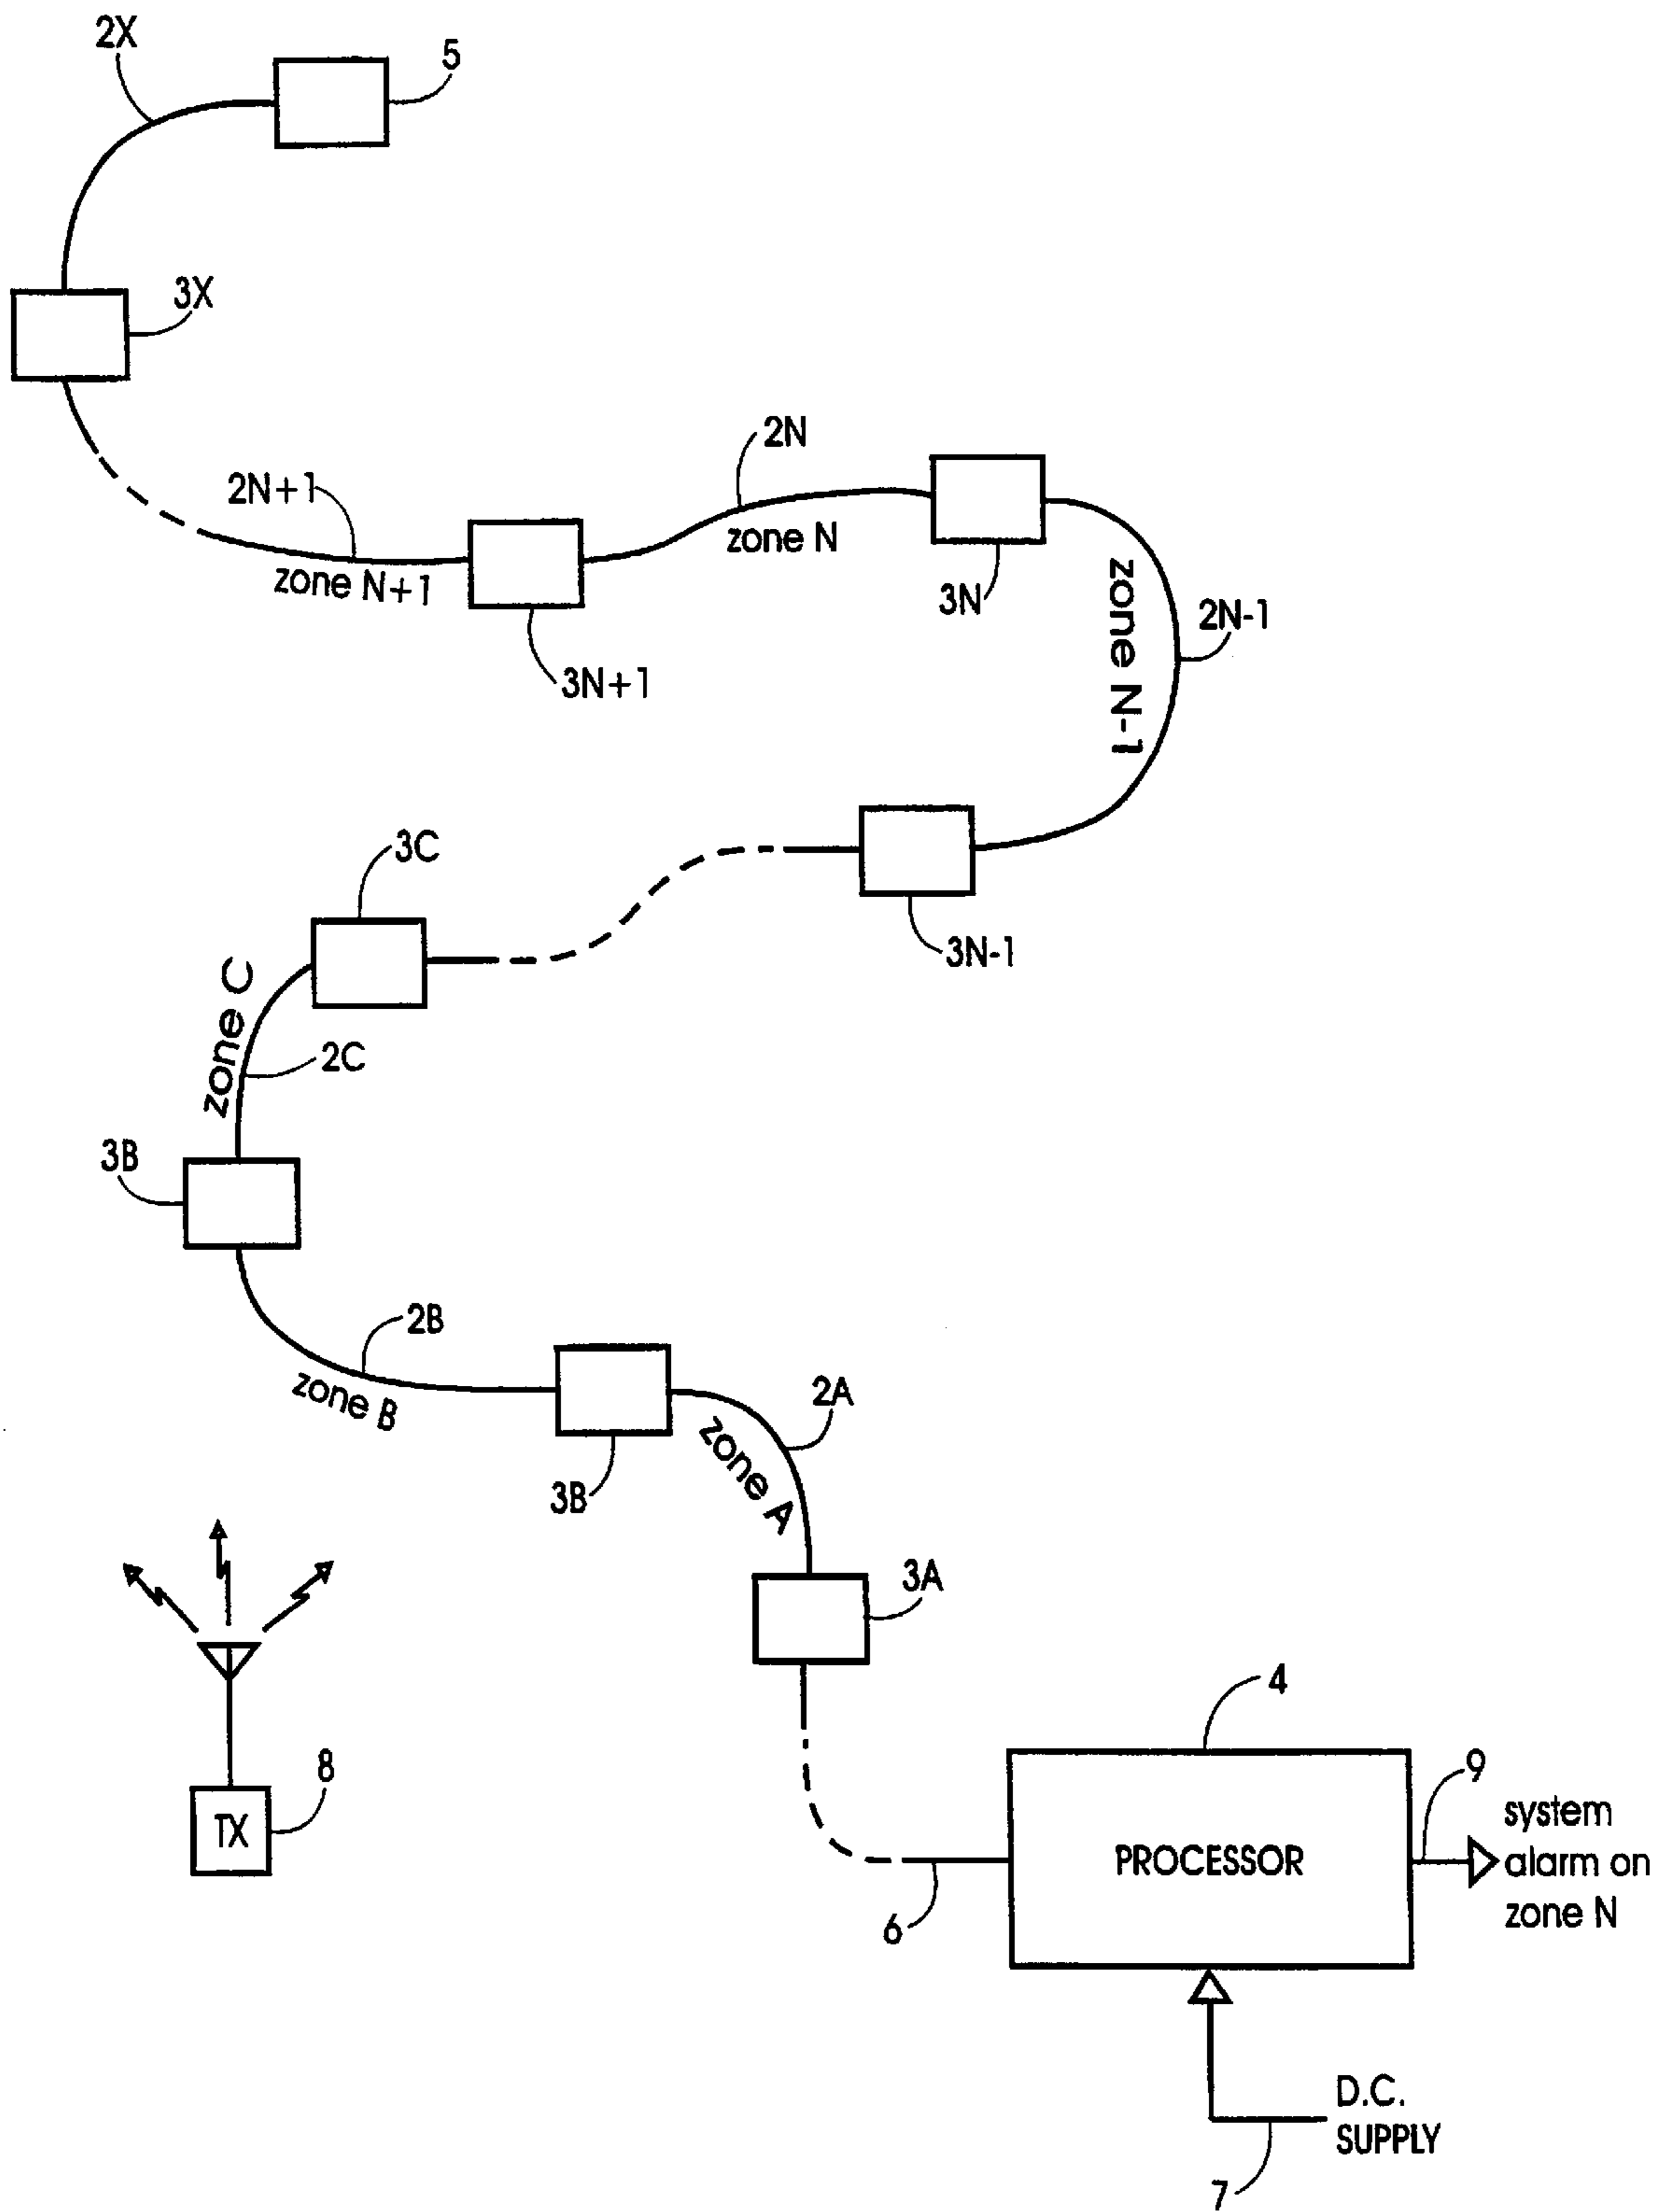 2X
5
3X
2N
2N+1
zone N
zone N+1
3N
zone N-1
2N-1
3N+1
3C
3N-1
zone C
2C
3B
2B
zone B
2A
zone A
3B
3A
4
8
9
TX
system
alarm on
zone N
PROCESSOR
6
D.C.
SUPPLY
7